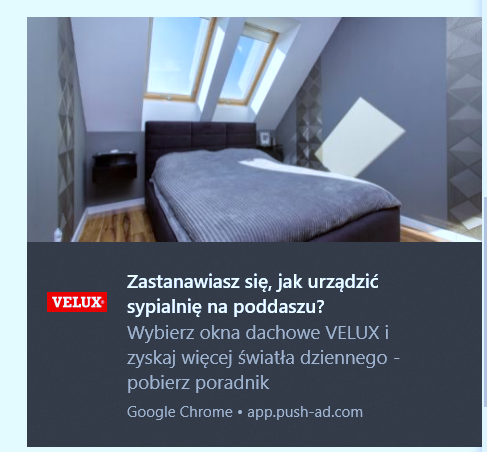 Zastanawiasz się, jak urządzić
sypialnię na poddaszu?
VELUX®
Wybierz okna dachowe VELUX i
zyskaj więcej światła dziennego -
pobierz poradnik
Google Chrome • app.push-ad.com